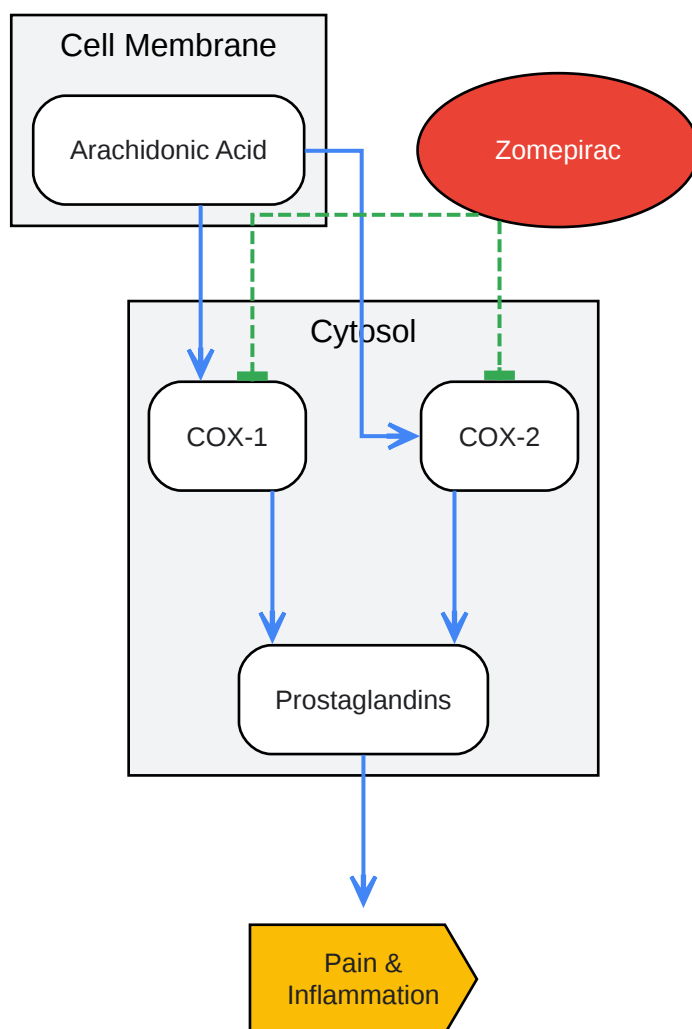 Cell Membrane
Arachidonic Acid
Zomepirac
Cytosol
COX-1
COX-2
Prostaglandins
Pain &
Inflammation